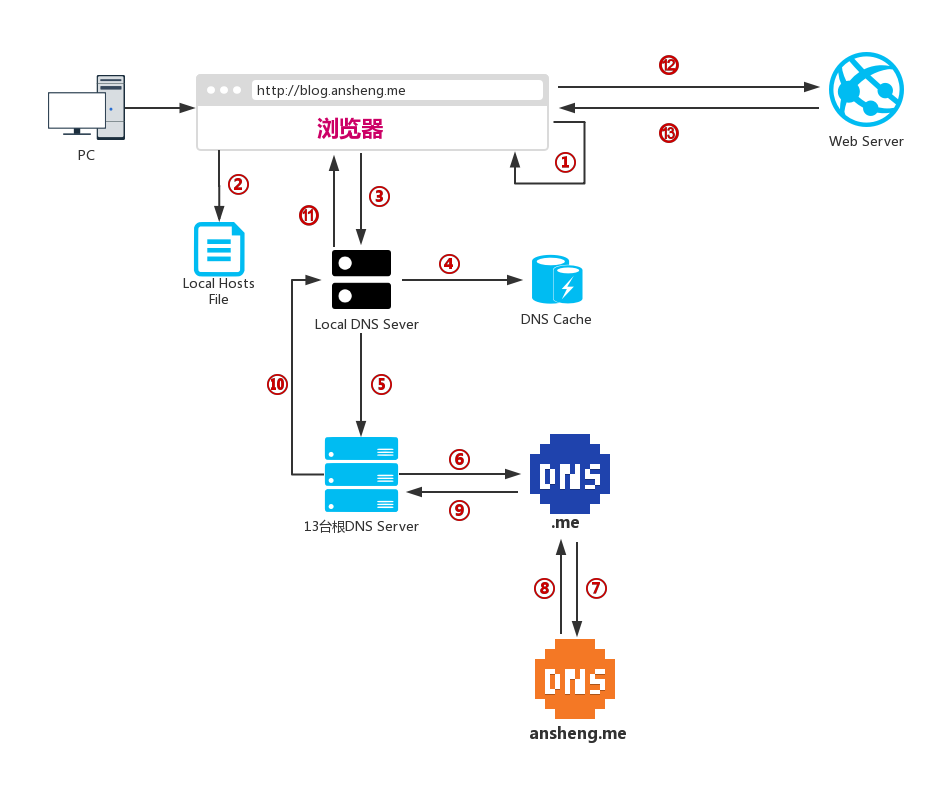 http://blog.ansheng.me
浏览器
PC
Web Server
⑫
⑬
①
②
③
⑪
Local Hosts
File
④
Local DNS Sever
DNS Cache
⑩
⑤
⑥
DNS
⑨
13台根DNS Server
.me
⑧
⑦
DNS
ansheng.me